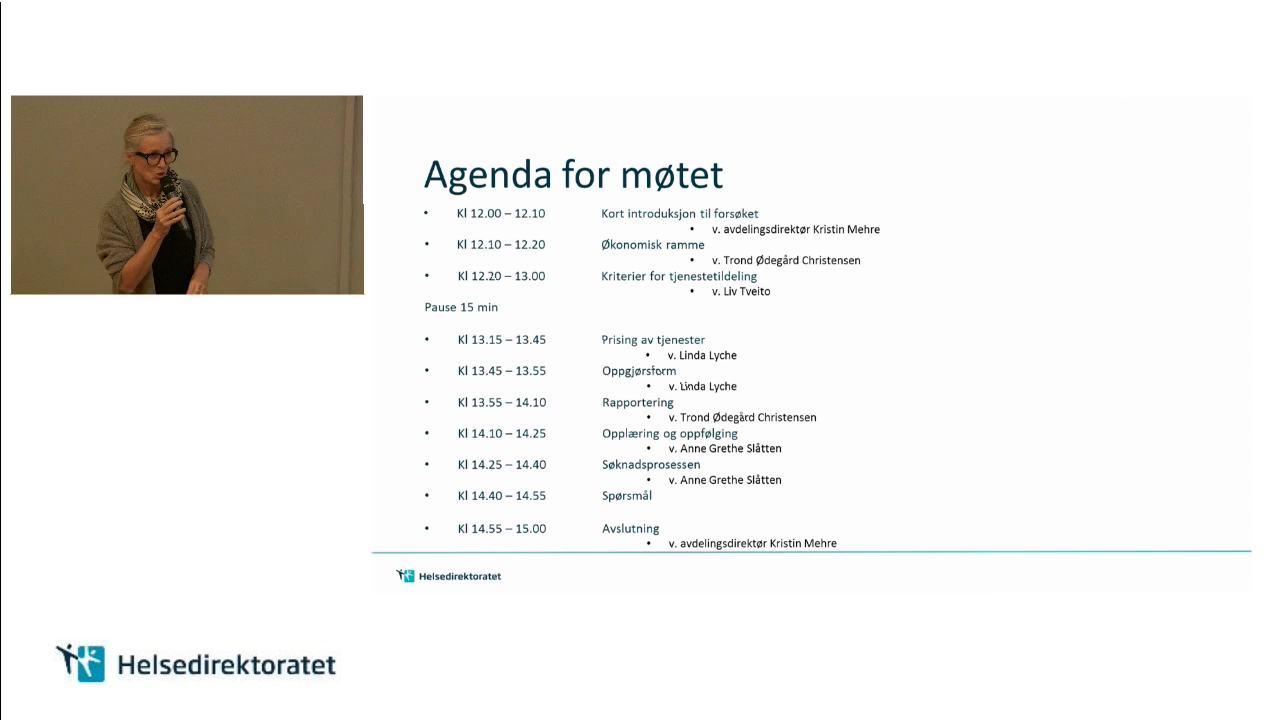 Agenda for møtet
• Kl 12.00 – 12.10 Kort introduksjon til forsøket
• v. avdelingsdirektør Kristin Mehre
• Kl 12.10 – 12.20 Økonomisk ramme
• v. Trond Ødegård Christensen
• Kl 12.20 – 13.00 Kriterier for tjenestetildeling
• v. Liv Tveito
Pause 15 min
• Kl 13.15 – 13.45 Prising av tjenester
• v. Linda Lyche
• Kl 13.45 – 13.55 Oppgjørsform
• v. Linda Lyche
• Kl 13.55 – 14.10 Rapportering
• v. Trond Ødegård Christensen
• Kl 14.10 – 14.25 Opplæring og oppfølging
• v. Anne Grethe Slåtten
• Kl 14.25 – 14.40 Søknadsprosessen
• v. Anne Grethe Slåtten
• Kl 14.40 – 14.55 Spørsmål
• Kl 14.55 – 15.00 Avslutning
• v. avdelingsdirektør Kristin Mehre
Helsedirektoratet
Helsedirektoratet